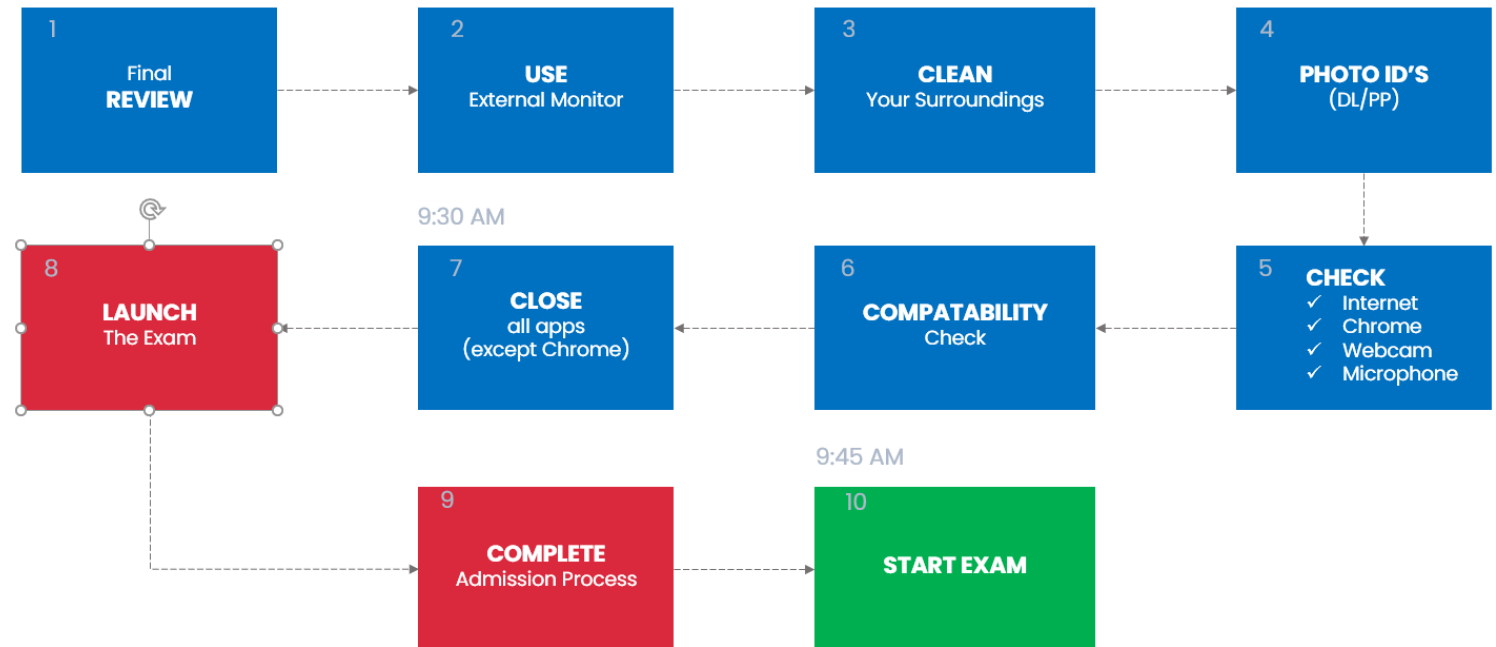 1
Final
REVIEW
2
USE
External Monitor
3
CLEAN
Your Surroundings
4
PHOTO ID'S
(DL/PP)
5
CHECK
✓ Internet
✓ Chrome
✓ Webcam
✓ Microphone
6
COMPATABILITY
Check
9:30 AM
7
CLOSE
all apps
(except Chrome)
8
LAUNCH
The Exam
9
COMPLETE
Admission Process
9:45 AM
10
START EXAM